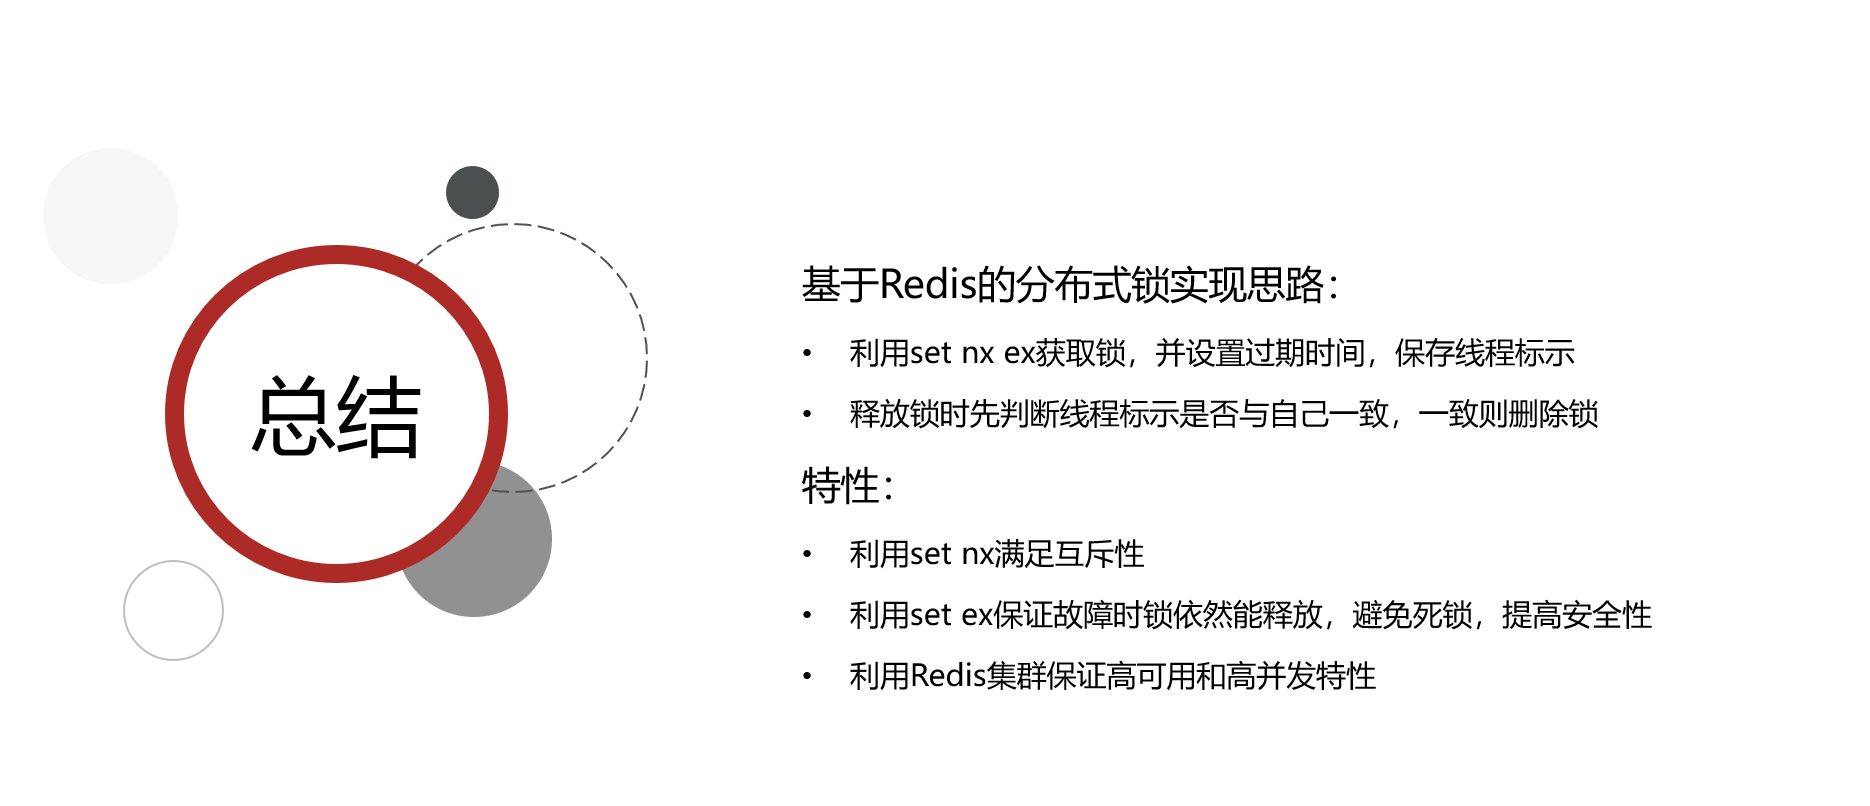 总结
基于Redis的分布式锁实现思路：
• 利用set nx ex获取锁，并设置过期时间，保存线程标示
• 释放锁时先判断线程标示是否与自己一致，一致则删除锁
特性：
• 利用set nx满足互斥性
• 利用set ex保证故障时锁依然能释放，避免死锁，提高安全性
• 利用Redis集群保证高可用和高并发特性